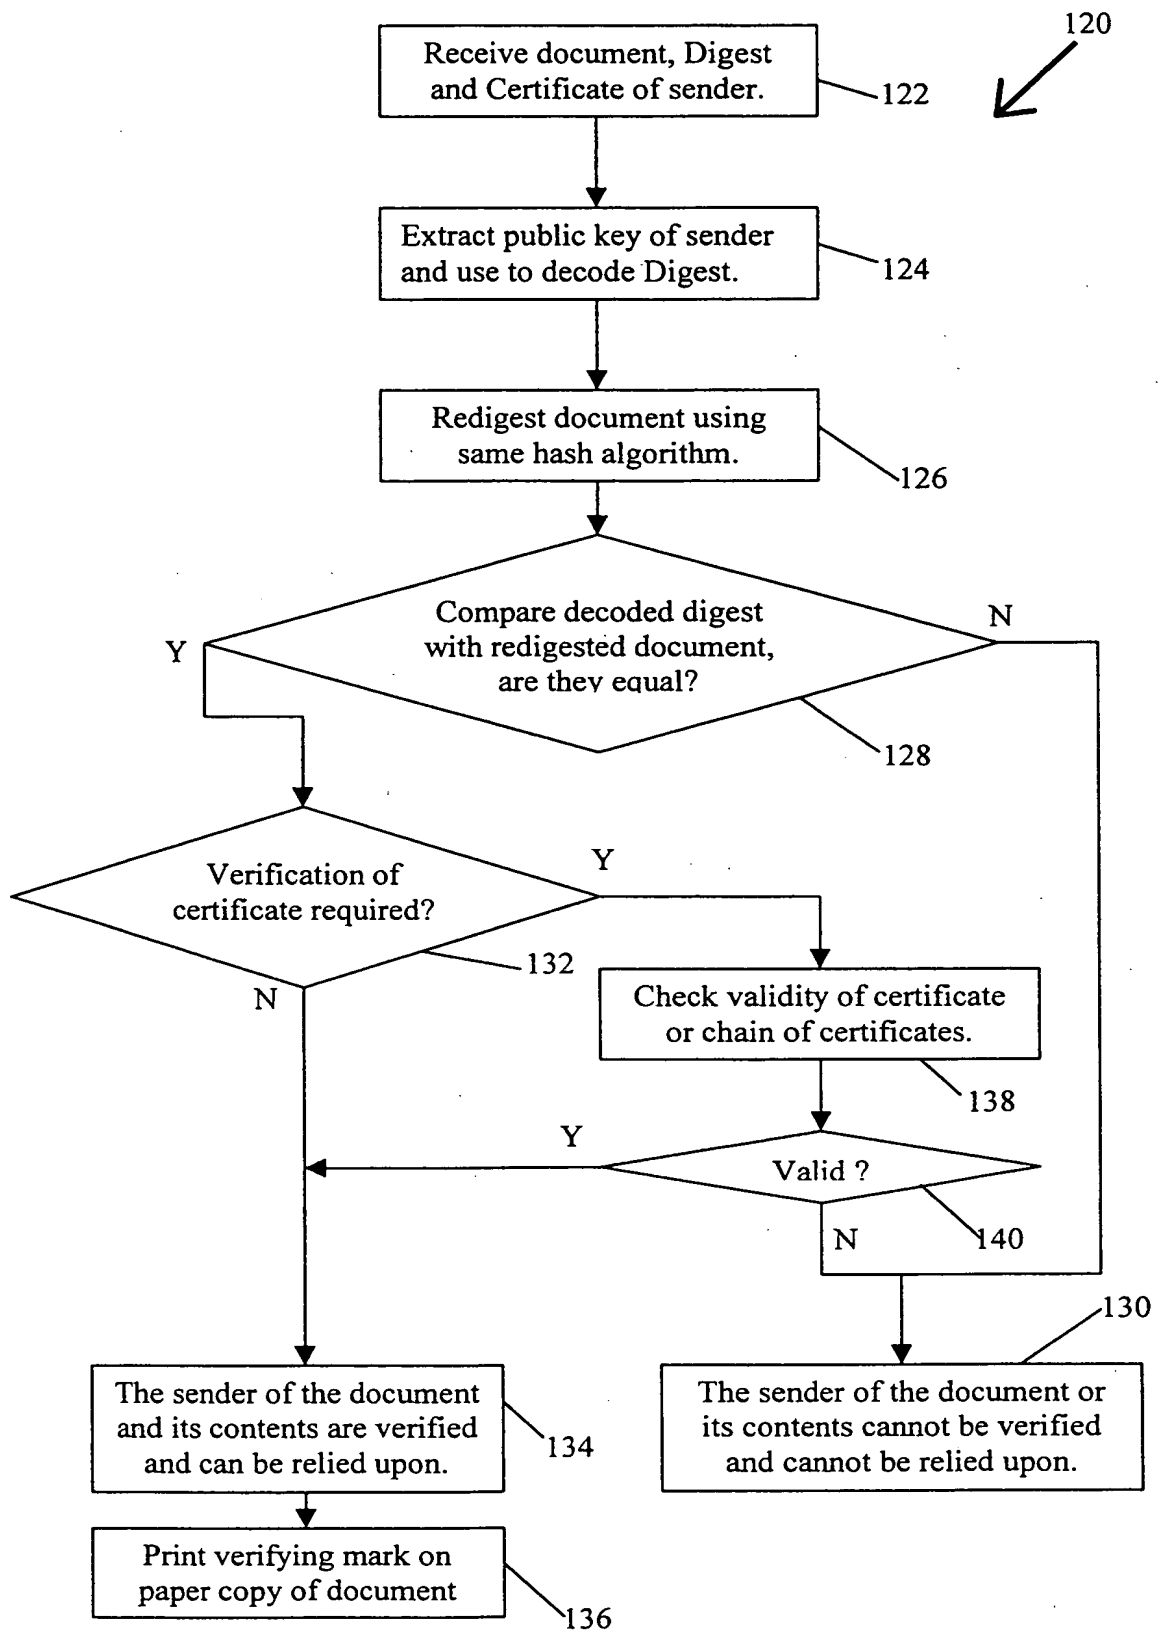 120
Receive document, Digest
and Certificate of sender.
122
Extract public key of sender
and use to decode Digest.
124
Redigest document using
same hash algorithm.
126
Compare decoded digest
with redigested document,
are they equal?
Y
N
128
Verification of
certificate required?
Y
132
N
Check validity of certificate
or chain of certificates.
138
Y
Valid ?
N
140
130
The sender of the document
and its contents are verified
and can be relied upon.
134
The sender of the document or
its contents cannot be verified
and cannot be relied upon.
Print verifying mark on
paper copy of document
136